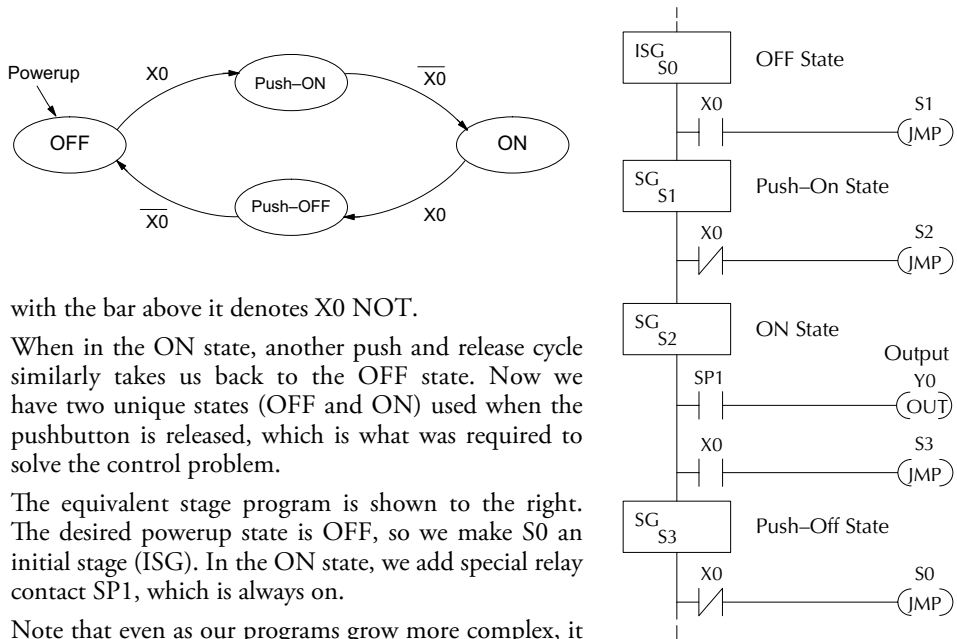 Powerup
X0
Push–ON
X0
OFF
ON
Push–OFF
X0
X0
with the bar above it denotes X0 NOT.
When in the ON state, another push and release cycle
similarly takes us back to the OFF state. Now we
have two unique states (OFF and ON) used when the
pushbutton is released, which is what was required to
solve the control problem.
The equivalent stage program is shown to the right.
The desired powerup state is OFF, so we make S0 an
initial stage (ISG). In the ON state, we add special relay
contact SP1, which is always on.
Note that even as our programs grow more complex, it
ISG
S0
OFF State
X0
S1
JMP
SG
S1
Push–On State
X0
S2
JMP
SG
S2
ON State
Output
SP1
Y0
OUT
X0
S3
JMP
SG
S3
Push–Off State
X0
S0
JMP